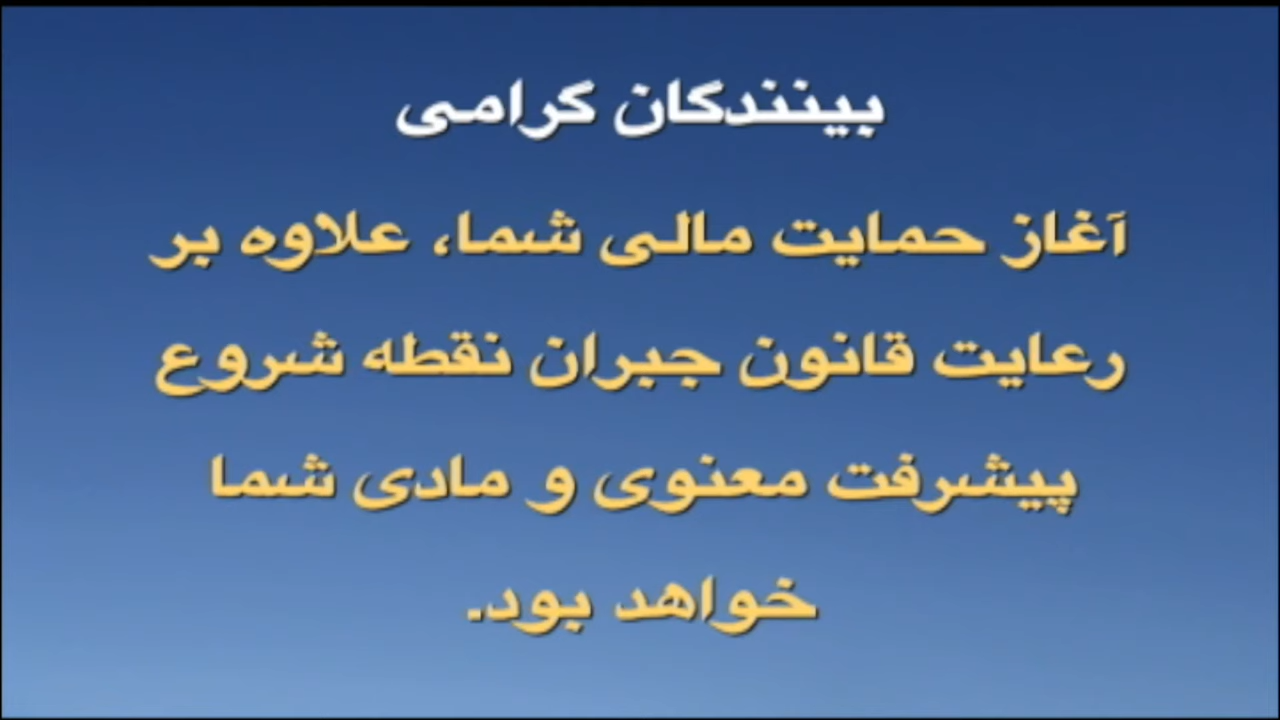 بینندگان گرامی
آغاز حمایت مالی شما، علاوه بر
رعایت قانون جبران نقطه شروع
پیشرفت معنوی و مادی شما
خواهد بود.